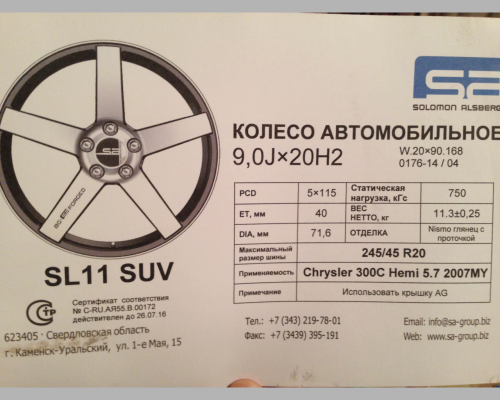 SA
SOLOMON ALSBERG
КОЛЕСО АВТОМОБИЛЬНОЕ
9,0J×20H2
W.20×90.168
0176-14 / 04
PCD 5×115 Статическая нагрузка, кГс 750
ET, мм 40 ВЕС НЕТТО, кг 11.3±0,25
DIA, мм 71,6 ОТДЕЛКА Nismo глянец с проточкой
Максимальный размер шины 245/45 R20
Применяемость Chrysler 300C Hemi 5.7 2007MY
Примечание Использовать крышку AG
SL11 SUV
Сертификат соответствия
№ C-RU.АЯ55.В.00172
действителен до 26.07.16
623405 · Свердловская область
г. Каменск-Уральский, ул. 1-е Мая, 15
Тел.: +7 (343) 219-78-01
Факс: +7 (3439) 395-191
Email: info@sa-group.biz
Web: www.sa-group.biz